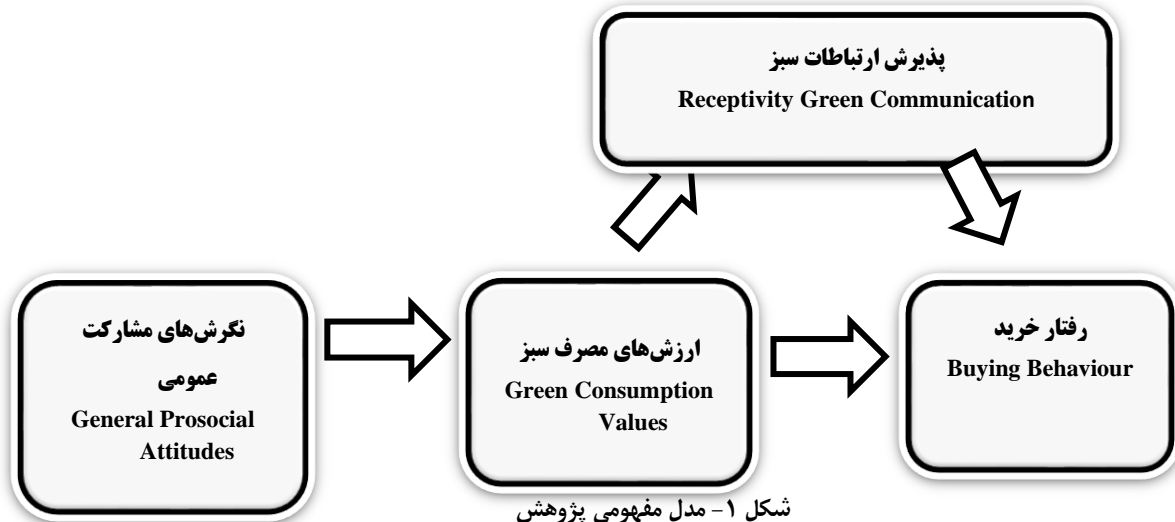 پذیرش ارتباطات سبز
Receptivity Green Communication
نگرش‌های مشارکت
عمومی
General Prosocial
Attitudes
ارزش‌های مصرف سبز
Green Consumption
Values
رفتار خرید
Buying Behaviour
شکل ۱- مدل مفهومی پژوهش